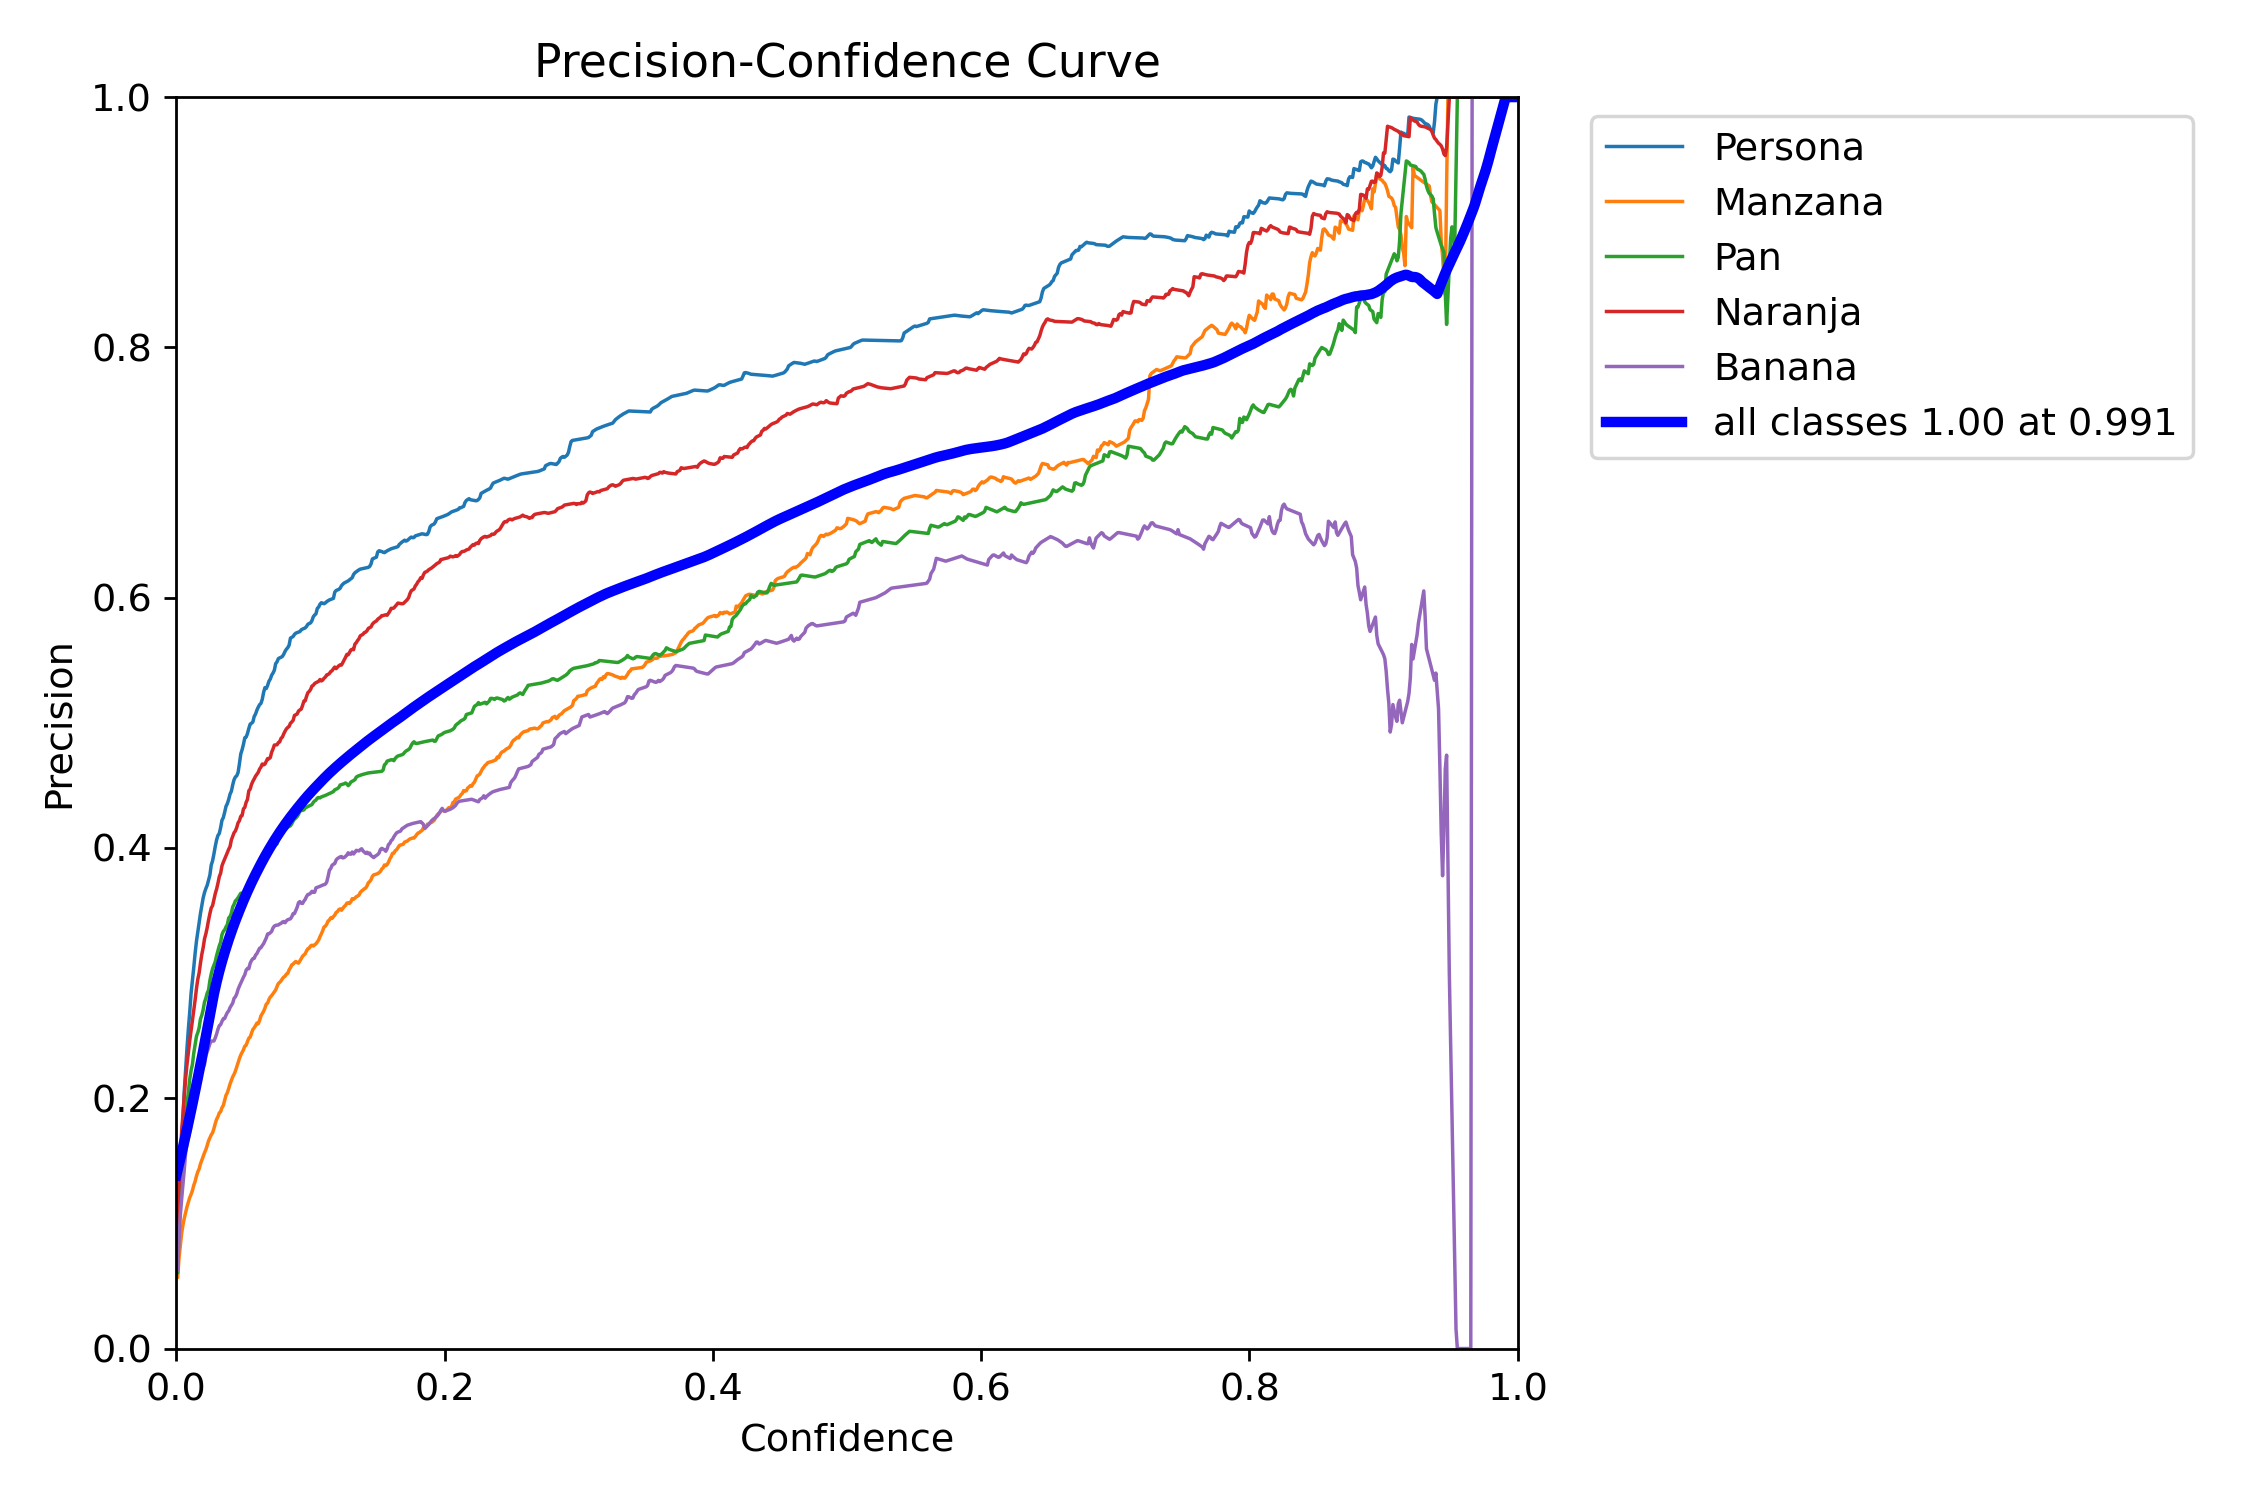 Precision-Confidence Curve
1.0
0.8
0.6
0.4
0.2
0.0
Precision
0.0 0.2 0.4 0.6 0.8 1.0
Confidence
Persona
Manzana
Pan
Naranja
Banana
all classes 1.00 at 0.991